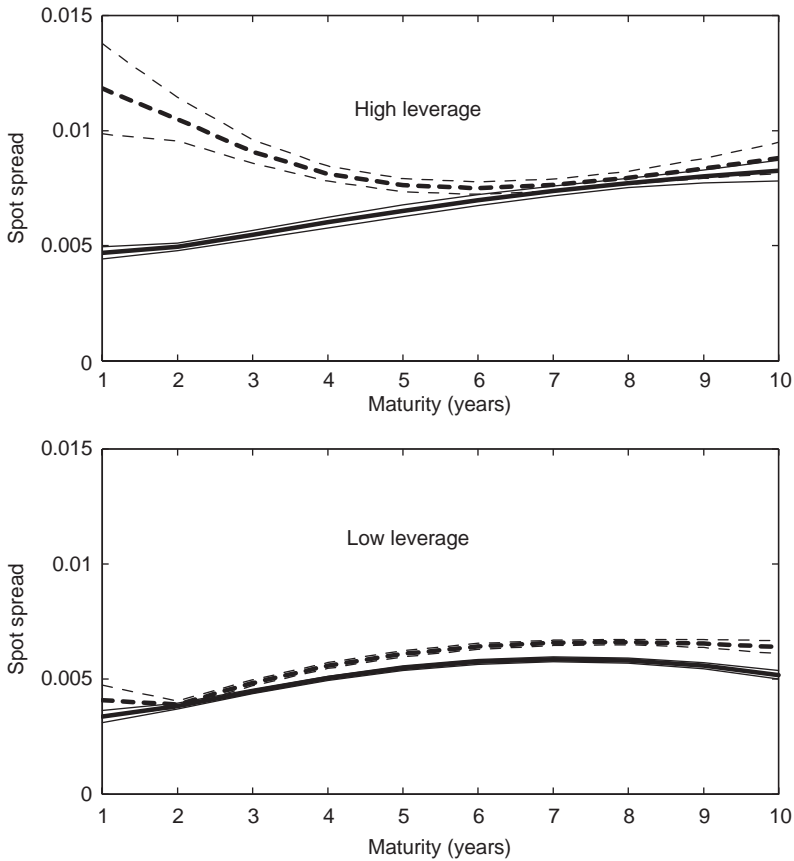 0.015
High leverage
0.01
Spot spread
0.005
0
1 2 3 4 5 6 7 8 9 10
Maturity (years)
0.015
Low leverage
0.01
Spot spread
0.005
0
1 2 3 4 5 6 7 8 9 10
Maturity (years)